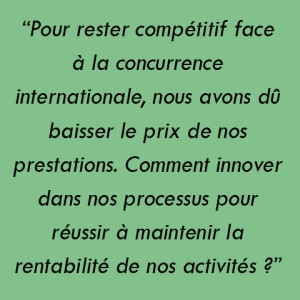 “Pour rester compétitif face
à la concurrence
internationale, nous avons dû
baisser le prix de nos
prestations. Comment innover
dans nos processus pour
réussir à maintenir la
rentabilité de nos activités ?”